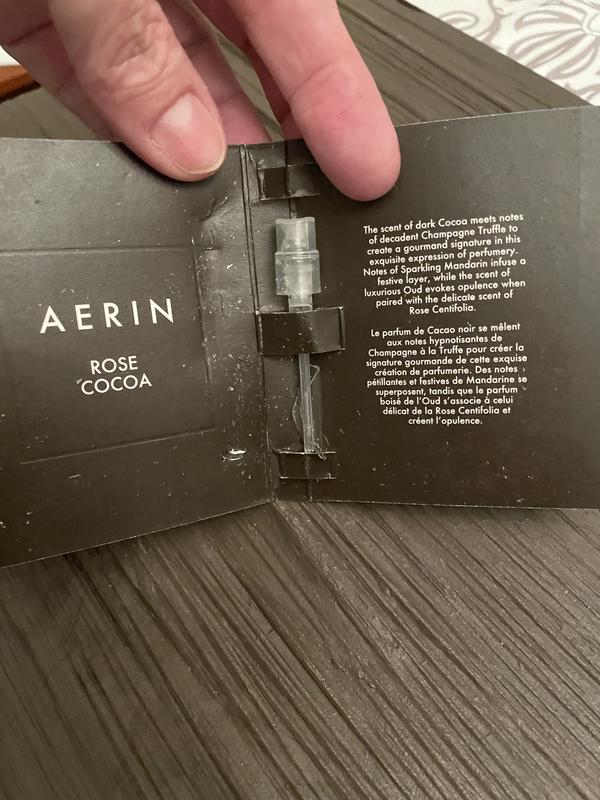 AERIN
ROSE
COCOA
The scent of dark Cocoa meets notes
of decadent Champagne Truffle to
create a gourmand signature in this
exquisite expression of perfumery.
Notes of Sparkling Mandarin infuse a
festive layer, while the scent of
luxurious Oud evokes opulence when
paired with the delicate scent of
Rose Centifolia.
Le parfum de Cacao noir se mêlent
aux notes hypnotisantes de
Champagne à la Truffe pour créer la
signature gourmande de cette exquise
création de parfumerie. Des notes
pétillantes et festives de Mandarine se
superposent, tandis que le parfum
boisé de l'Oud s'associe à celui
délicat de la Rose Centifolia et
créent l'opulence.